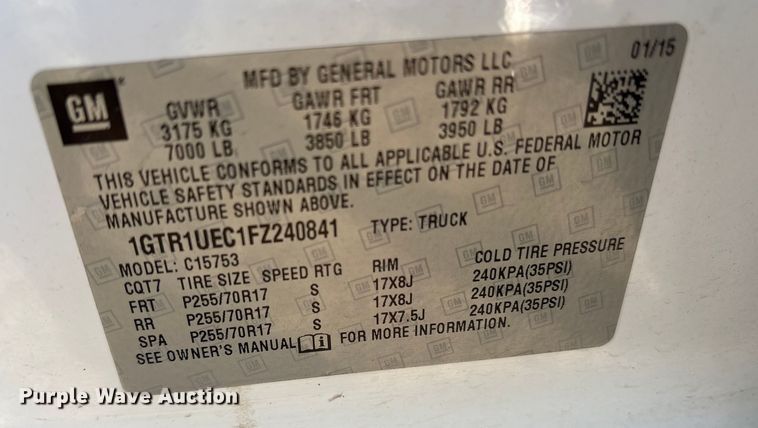 MFD BY GENERAL MOTORS LLC
01/15
GM
GVWR GAWR FRT GAWR RR
3175 KG 1746 KG 1792 KG
7000 LB 3850 LB 3950 LB
THIS VEHICLE CONFORMS TO ALL APPLICABLE U.S. FEDERAL MOTOR
VEHICLE SAFETY STANDARDS IN EFFECT ON THE DATE OF
MANUFACTURE SHOWN ABOVE.
1GTR1UEC1FZ240841 TYPE: TRUCK
MODEL: C15753
CQT7 TIRE SIZE SPEED RTG RIM COLD TIRE PRESSURE
FRT P255/70R17 S 17X8J 240KPA(35PSI)
RR P255/70R17 S 17X8J 240KPA(35PSI)
SPA P255/70R17 S 17X7.5J 240KPA(35PSI)
SEE OWNER'S MANUAL FOR MORE INFORMATION.
Purple Wave Auction